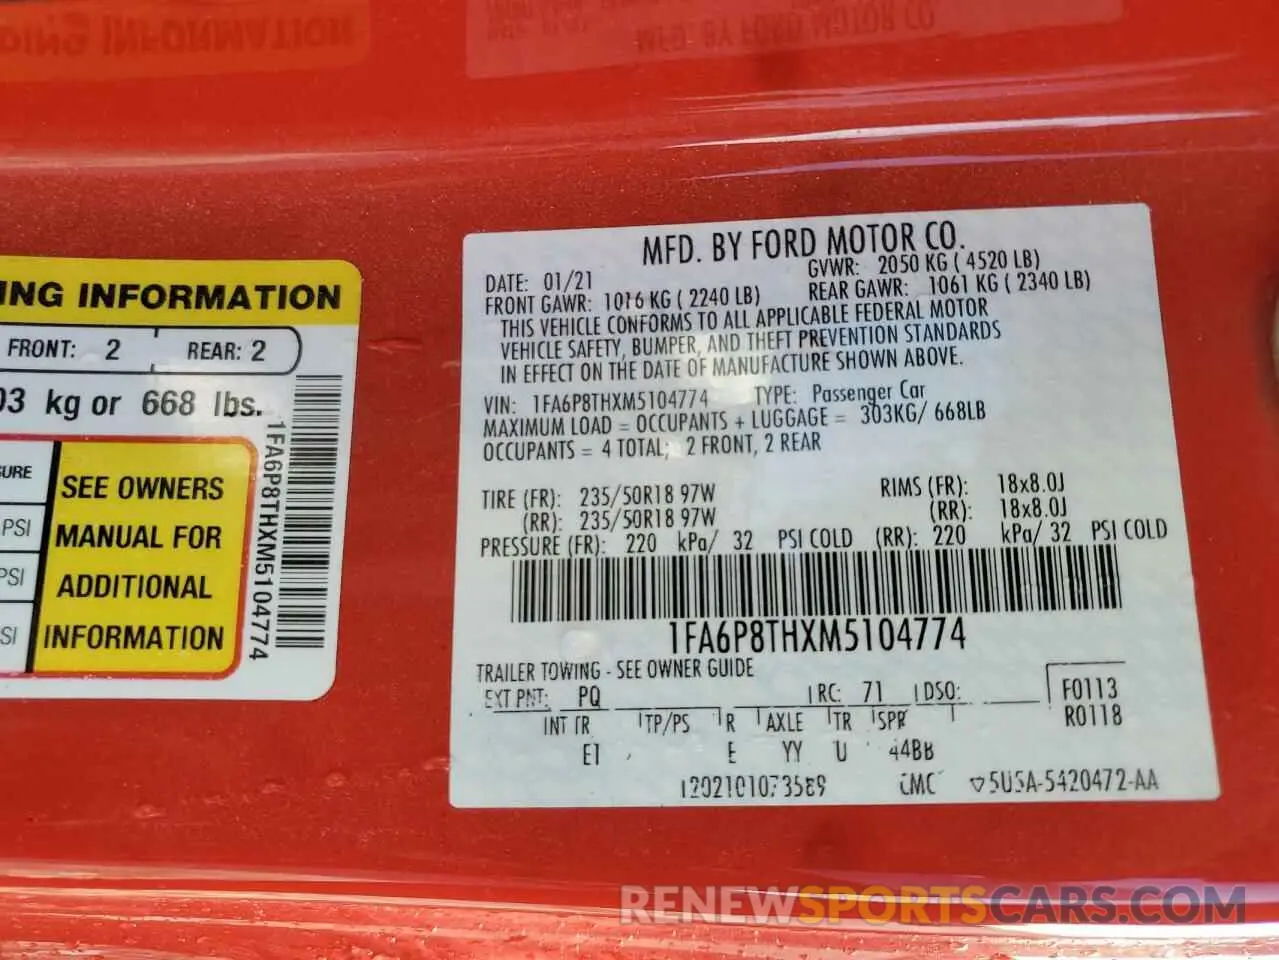 ING INFORMATION
FRONT: 2 REAR: 2
03 kg or 668 lbs.
URE
PSI
PSI
SI
SEE OWNERS
MANUAL FOR
ADDITIONAL
INFORMATION
1FA6P8THXM5104774
MFD. BY FORD MOTOR CO.
DATE: 01/21 GVWR: 2050 KG ( 4520 LB)
FRONT GAWR: 1016 KG ( 2240 LB) REAR GAWR: 1061 KG ( 2340 LB)
THIS VEHICLE CONFORMS TO ALL APPLICABLE FEDERAL MOTOR
VEHICLE SAFETY, BUMPER, AND THEFT PREVENTION STANDARDS
IN EFFECT ON THE DATE OF MANUFACTURE SHOWN ABOVE.
VIN: 1FA6P8THXM5104774 TYPE: Passenger Car
MAXIMUM LOAD = OCCUPANTS + LUGGAGE = 303KG/ 668LB
OCCUPANTS = 4 TOTAL; 2 FRONT, 2 REAR
TIRE (FR): 235/50R18 97W RIMS (FR): 18x8.0J
(RR): 235/50R18 97W (RR): 18x8.0J
PRESSURE (FR): 220 kPa/ 32 PSI COLD (RR): 220 kPa/ 32 PSI COLD
1FA6P8THXM5104774
TRAILER TOWING - SEE OWNER GUIDE
EXT PNT: PQ RC: 71 DSO: F0113
INT TR TP/PS R AXLE TR SPR R0118
E1 E YY U 44BB
5U5A-5420472-AA
RENEWSPORTSCARS.COM